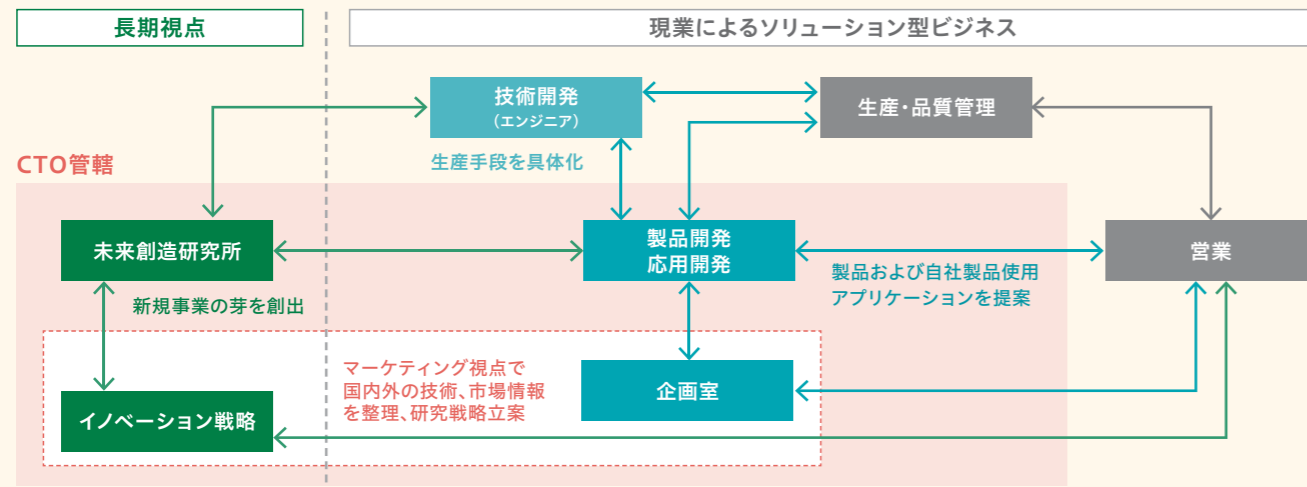 長期視点
現業によるソリューション型ビジネス
技術開発
（エンジニア）
生産・品質管理
生産手段を具体化
CTO管轄
未来創造研究所
製品開発
応用開発
営業
製品および自社製品使用
アプリケーションを提案
新規事業の芽を創出
マーケティング視点で
国内外の技術、市場情報
を整理、研究戦略立案
企画室
イノベーション戦略